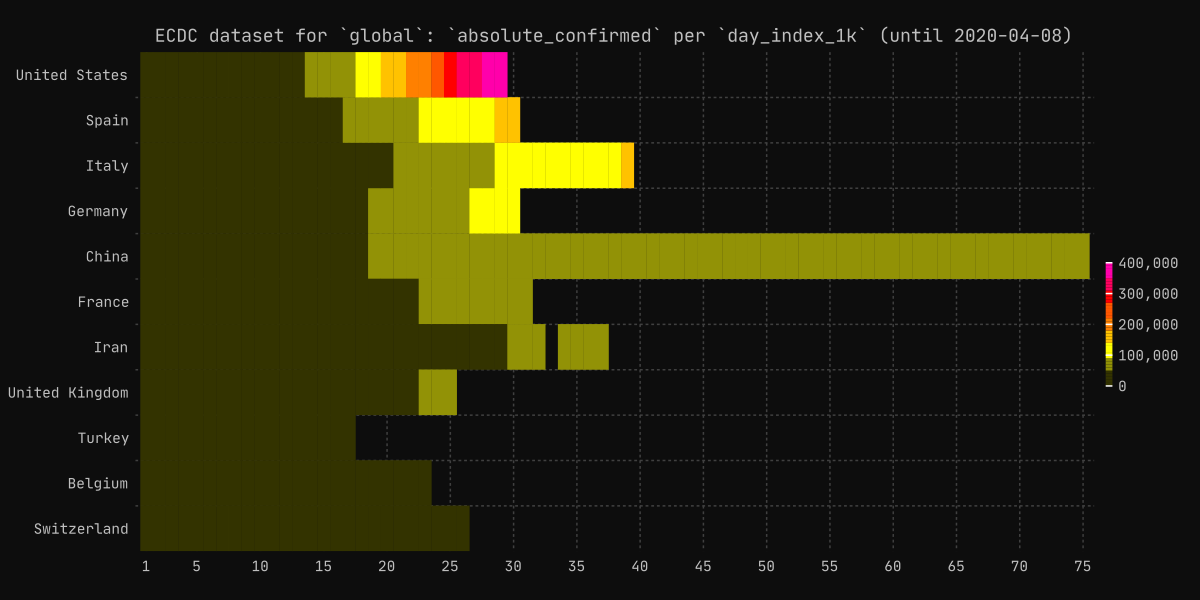 ECDC dataset for `global`: `absolute_confirmed` per `day_index_1k` (until 2020-04-08)
United States
Spain
Italy
Germany
China
France
Iran
United Kingdom
Turkey
Belgium
Switzerland
400,000
300,000
200,000
100,000
0
1 5 10 15 20 25 30 35 40 45 50 55 60 65 70 75